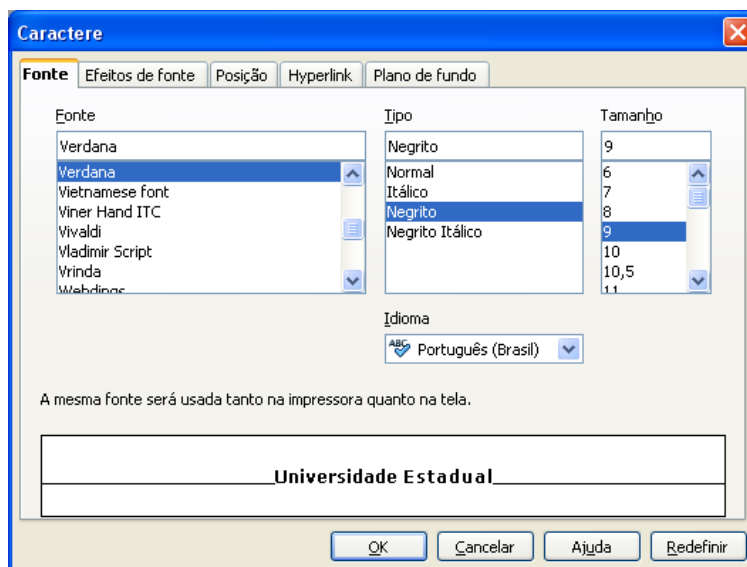 Caractere
Fonte Efeitos de fonte Posição Hyperlink Plano de fundo
Fonte Tipo Tamanho
Verdana Negrito 9
Verdana Normal 6
Vietnamese font Itálico 7
Viner Hand ITC Negrito 8
Vivaldi Negrito Itálico 9
Vladimir Script 10
Vrinda 10,5
Webdings 11
Idioma
ABC Português (Brasil)
A mesma fonte será usada tanto na impressora quanto na tela.
Universidade Estadual
OK Cancelar Ajuda Redefinir